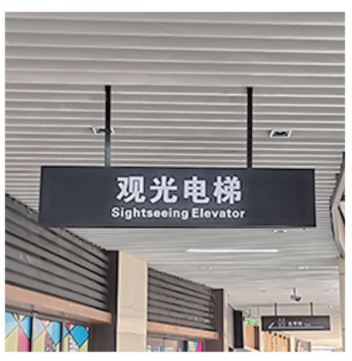 观光电梯
Sightseeing Elevator